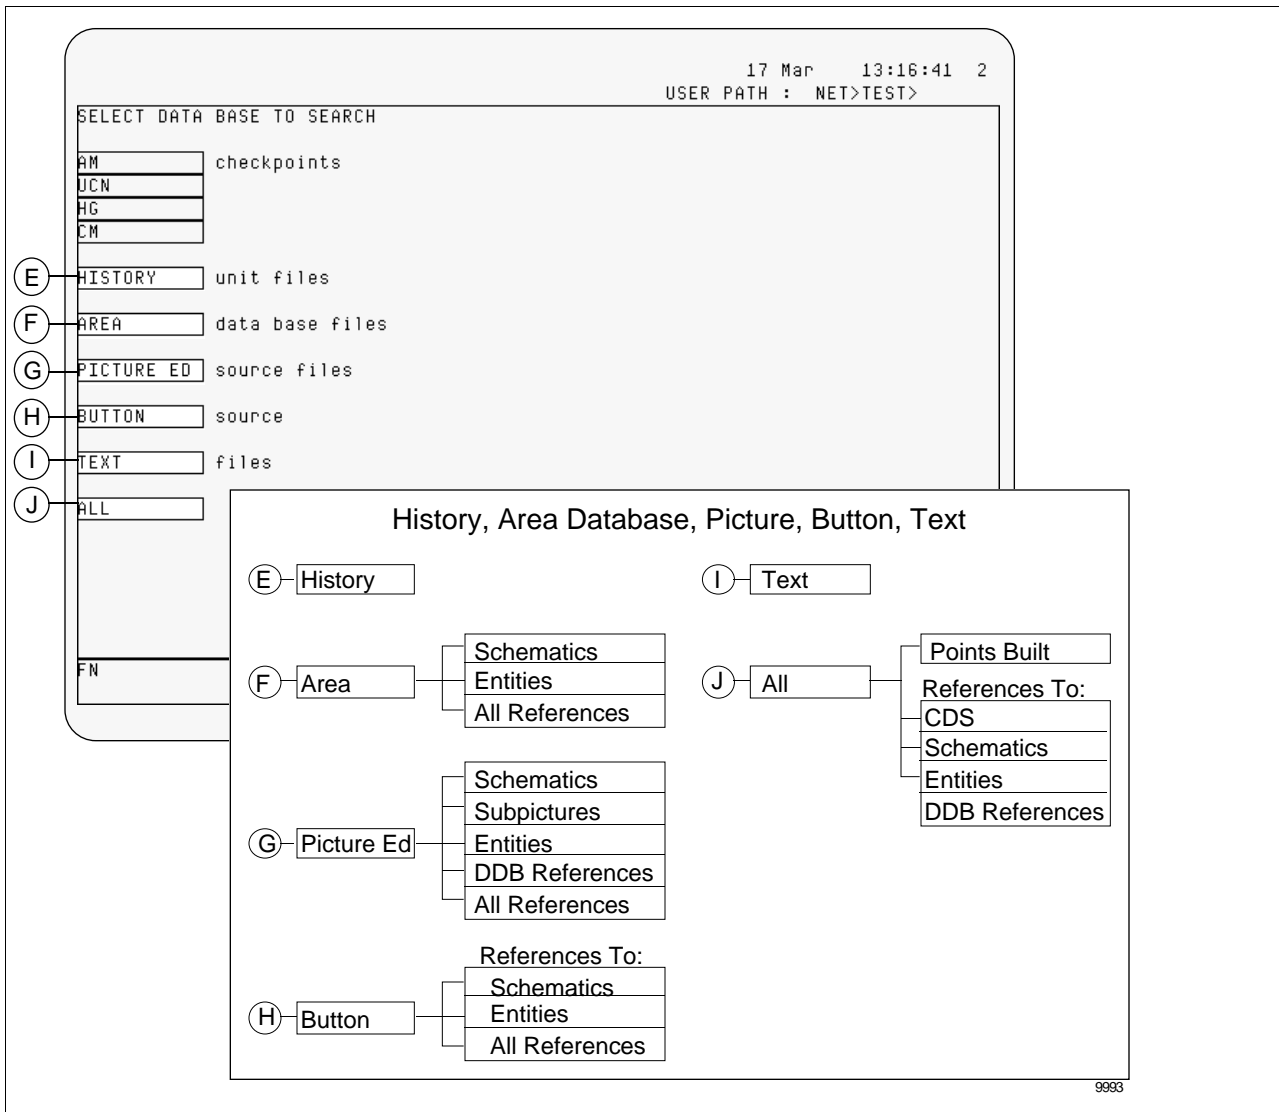 17 Mar 13:16:41 2
USER PATH : NET>TEST>
SELECT DATA BASE TO SEARCH
AM checkpoints
UCN
HG
CM
E HISTORY unit files
F AREA data base files
G PICTURE ED source files
H BUTTON source
I TEXT files
J ALL
FN
History, Area Database, Picture, Button, Text
E History
F Area
Schematics
Entities
All References
G Picture Ed
Schematics
Subpictures
Entities
DDB References
All References
References To:
H Button
Schematics
Entities
All References
I Text
J All
Points Built
References To:
CDS
Schematics
Entities
DDB References
9993